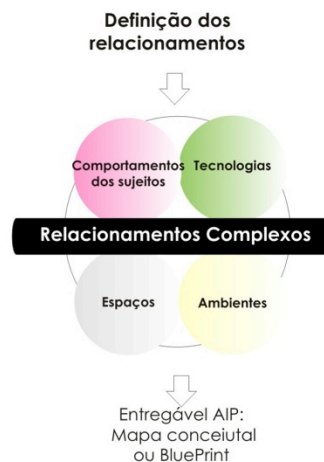 Definição dos
relacionamentos
Comportamentos
dos sujeitos
Tecnologias
Relacionamentos Complexos
Espaços
Ambientes
Entregável AIP:
Mapa conceiutal
ou BluePrint